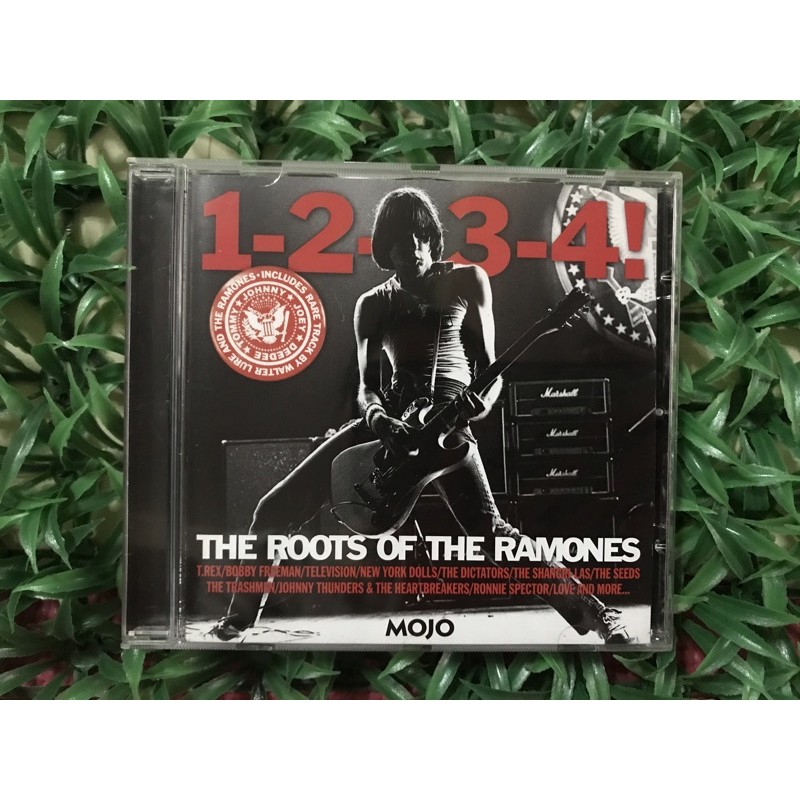 1-2-3-4!
THE RAMONES • INCLUDES RARE TRACK BY WALTER LURE AND
JOHNNY JOEY DEEDEE TOMMY
Marshall
Marshall
Marshall
THE ROOTS OF THE RAMONES
T.REX/BOBBY FREEMAN/TELEVISION/NEW YORK DOLLS/THE DICTATORS/THE SHANGRI-LAS/THE SEEDS
THE TRASHMEN/JOHNNY THUNDERS & THE HEARTBREAKERS/RONNIE SPECTOR/LOVE AND MORE...
MOJO